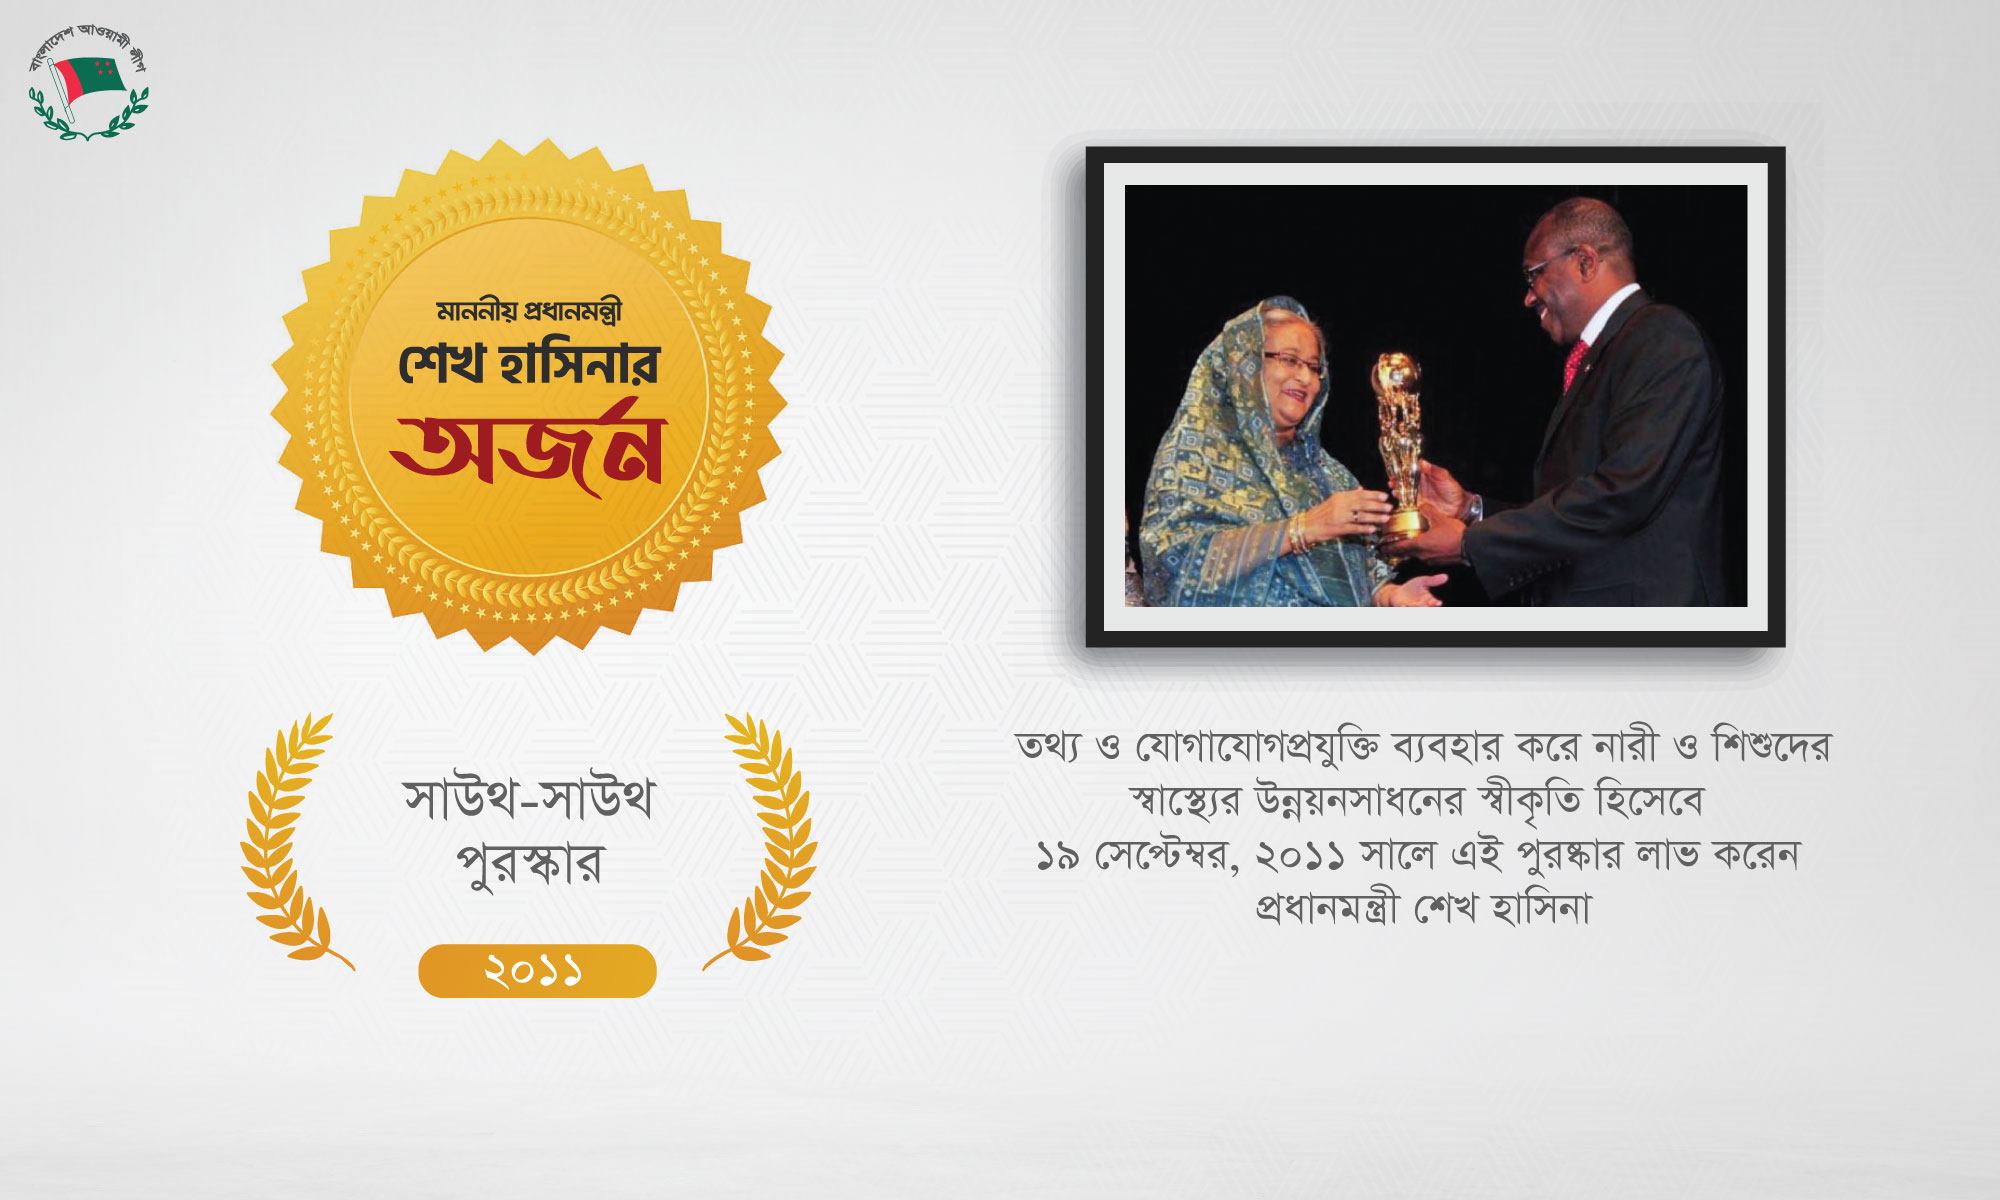 বাংলাদেশ আওয়ামী লীগ
মাননীয় প্রধানমন্ত্রী
শেখ হাসিনার
অর্জন
সাউথ-সাউথ
পুরস্কার
২০১১
তথ্য ও যোগাযোগপ্রযুক্তি ব্যবহার করে নারী ও শিশুদের
স্বাস্থ্যের উন্নয়নসাধনের স্বীকৃতি হিসেবে
১৯ সেপ্টেম্বর, ২০১১ সালে এই পুরষ্কার লাভ করেন
প্রধানমন্ত্রী শেখ হাসিনা